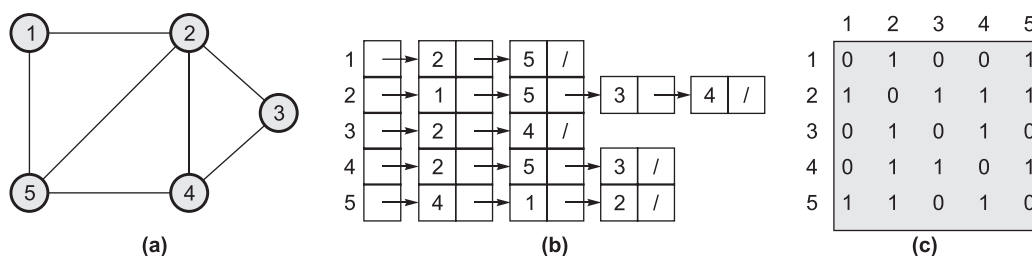 1 2 3 5 4
(a)
1 2 5 /
2 1 5 3 4 /
3 2 4 /
4 2 5 3 /
5 4 1 2 /
(b)
1 2 3 4 5
1 0 1 0 0 1
2 1 0 1 1 1
3 0 1 0 1 0
4 0 1 1 0 1
5 1 1 0 1 0
(c)